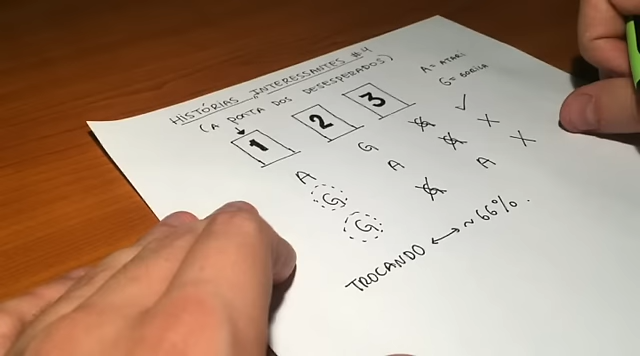 HISTÓRIAS INTERESSANTES #4
(A PORTA DOS DESESPERADOS)
A = ATARI
G = GORILA
1 2 3
A G G ✓
G A G X
G G A X
TROCANDO ↔ ~66%.